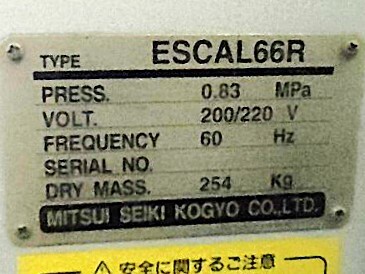 TYPE ESCAL66R
PRESS. 0.83 MPa
VOLT. 200/220 V
FREQUENCY 60 Hz
SERIAL NO.
DRY MASS. 254 Kg
MITSUI SEIKI KOGYO CO.,LTD.
⚠ 安全に関するご注意